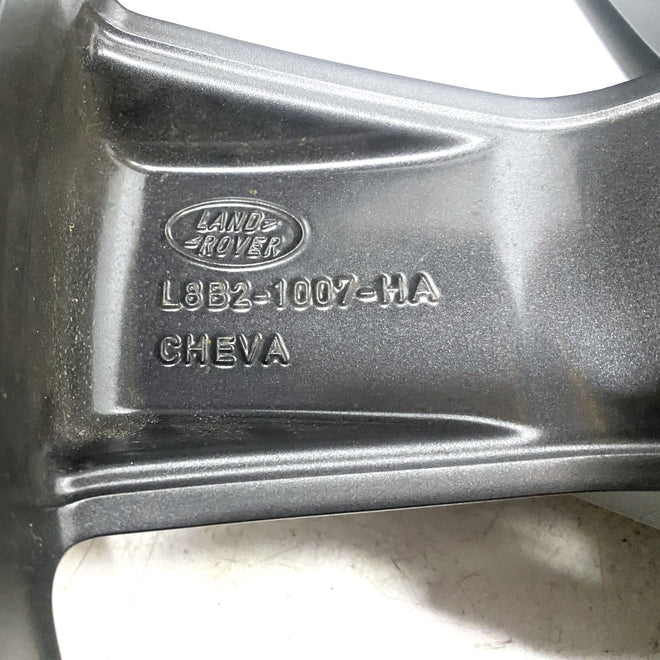 LAND
ROVER
L8B2-1007-HA
CHEVA